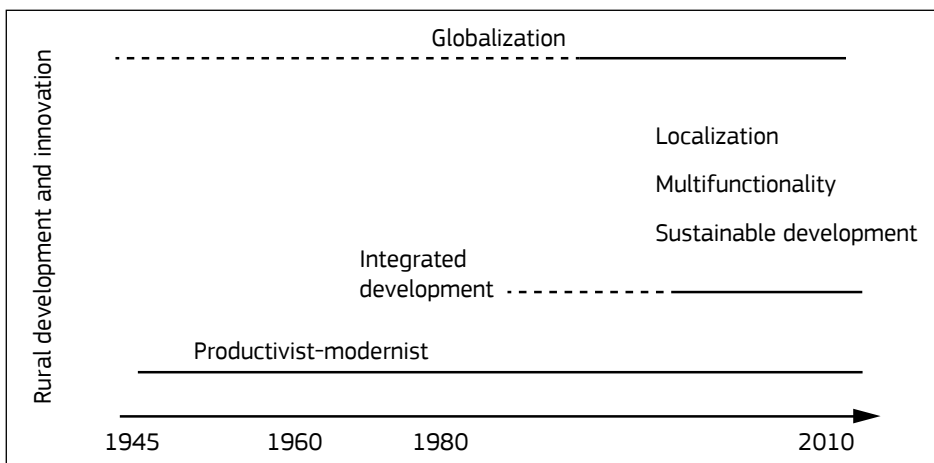 Rural development and innovation
Globalization
Localization
Multifunctionality
Sustainable development
Integrated
development
Productivist-modernist
1945 1960 1980 2010